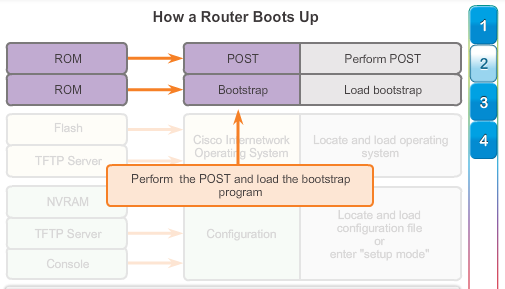 How a Router Boots Up
1
2
3
4
ROM POST Perform POST
ROM Bootstrap Load bootstrap
Flash
TFTP Server
Cisco Internetwork
Operating System
Locate and load operating
system
Perform the POST and load the bootstrap
program
NVRAM
TFTP Server
Console
Configuration
Locate and load
configuration file
or
enter "setup mode"